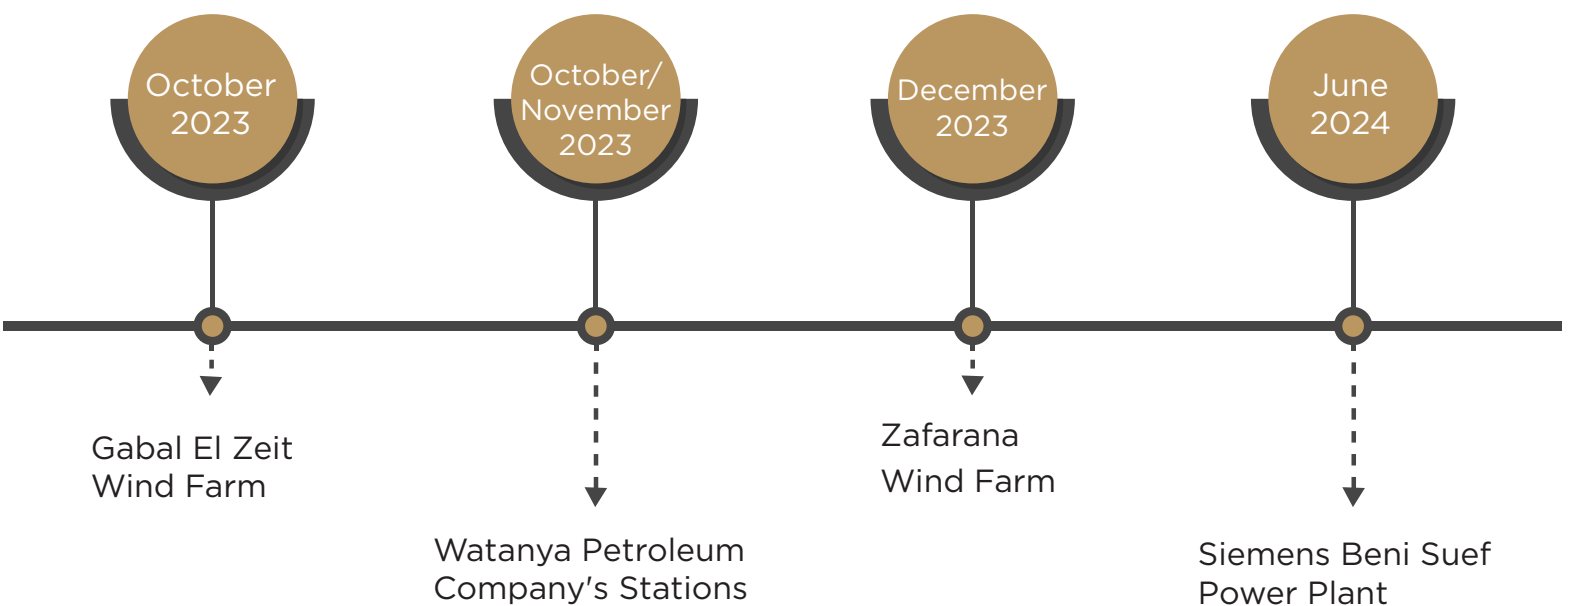 October
2023
October/
November
2023
December
2023
June
2024
Gabal El Zeit
Wind Farm
Watanya Petroleum
Company's Stations
Zafarana
Wind Farm
Siemens Beni Suef
Power Plant